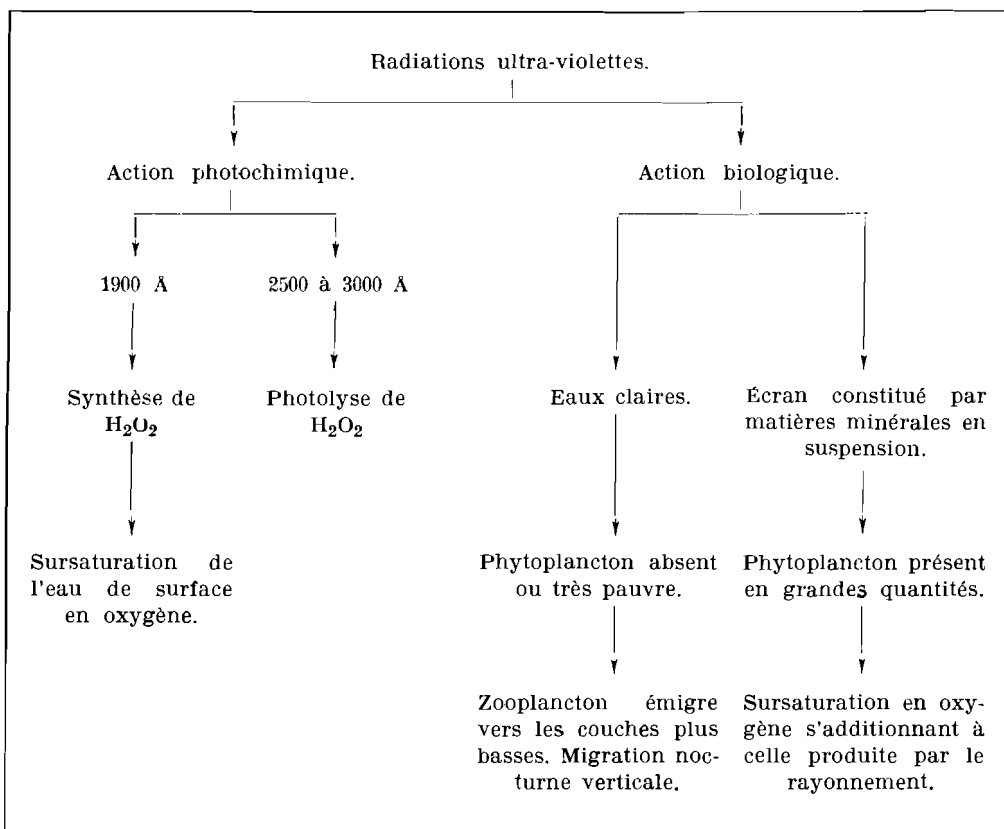 Radiations ultra-violettes.
Action photochimique.
Action biologique.
1900 Å
2500 à 3000 Å
Synthèse de
H₂O₂
Photolyse de
H₂O₂
Eaux claires.
Écran constitué par
matières minérales en
suspension.
Sursaturation de
l'eau de surface
en oxygène.
Phytoplancton absent
ou très pauvre.
Phytoplancton présent
en grandes quantités.
Zooplancton émigre
vers les couches plus
basses. Migration noc-
turne verticale.
Sursaturation en oxy-
gène s'additionnant à
celle produite par le
rayonnement.